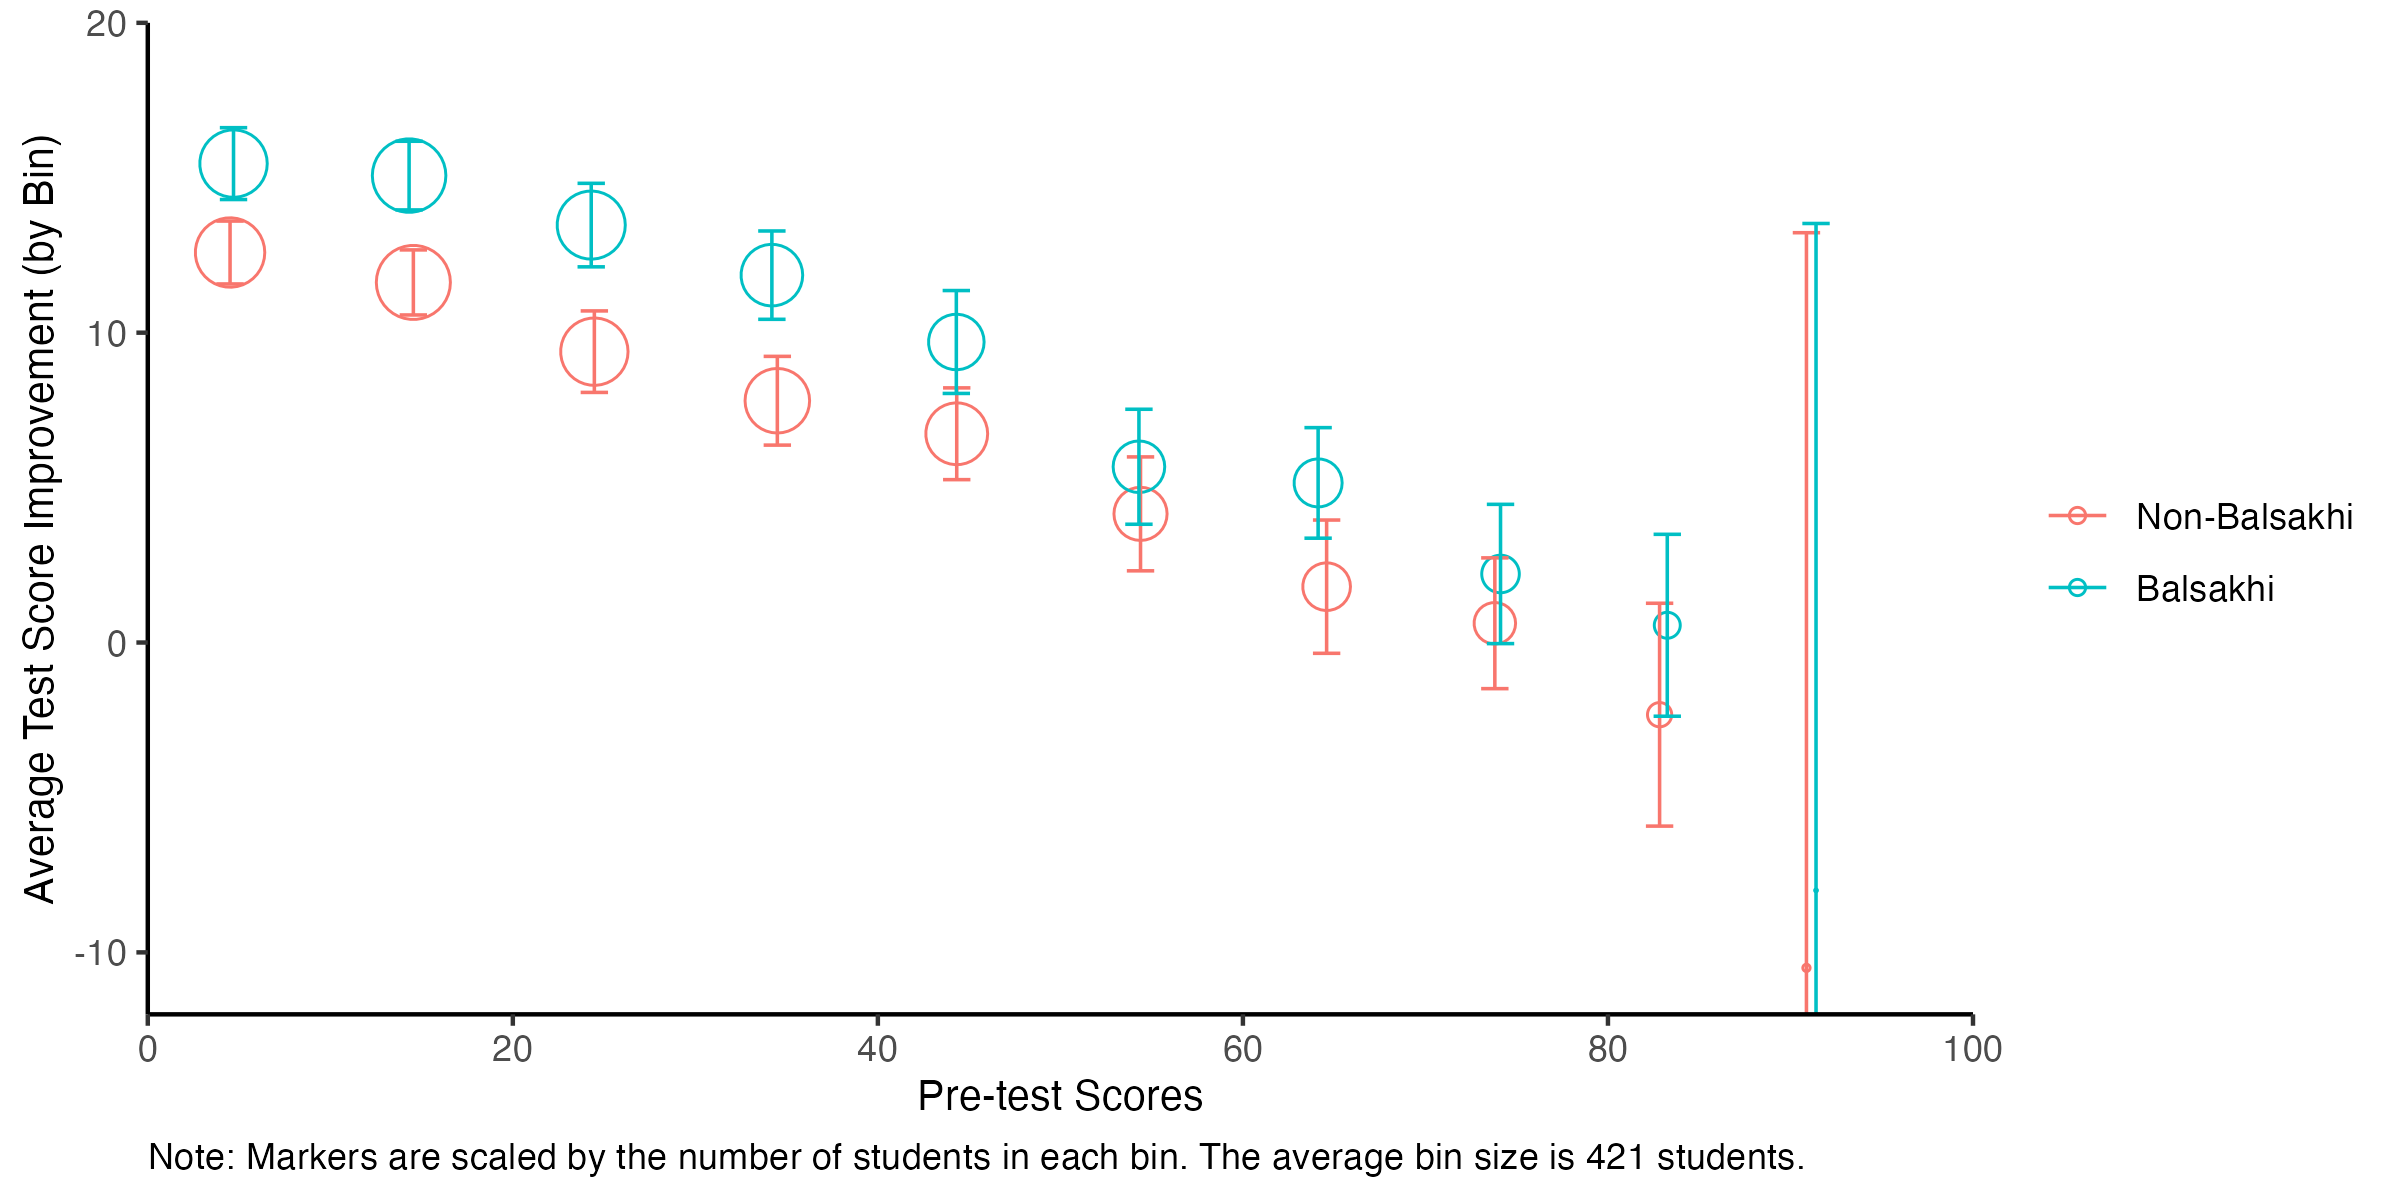 Average Test Score Improvement (by Bin)
20
10
0
-10
0 20 40 60 80 100
Pre-test Scores
Non-Balsakhi
Balsakhi
Note: Markers are scaled by the number of students in each bin. The average bin size is 421 students.